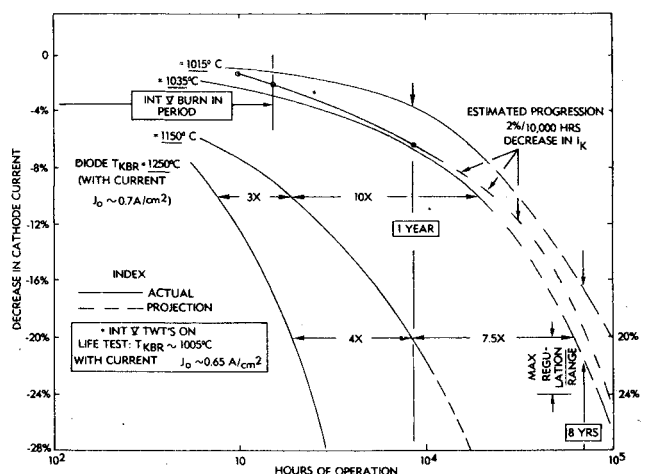 DECREASE IN CATHODE CURRENT
0
-4%
-8%
-12%
-16%
-20%
-24%
-28%
≈ 1015° C
≈ 1035°C
INT V BURN IN
PERIOD
≈ 1150° C
DIODE TKBR ≈ 1250°C
(WITH CURRENT
Jo ~0.7A/cm2)
3X
10X
1 YEAR
ESTIMATED PROGRESSION
2%/10,000 HRS
DECREASE IN iK
INDEX
ACTUAL
PROJECTION
* INT V TWT'S ON
LIFE TEST: TKBR ~ 1005°C
WITH CURRENT Jo ~0.65 A/cm2
4X
7.5X
MAX
REGU-
LATION
RANGE
20%
24%
8 YRS
10²
10
10⁴
10⁵
HOURS OF OPERATION